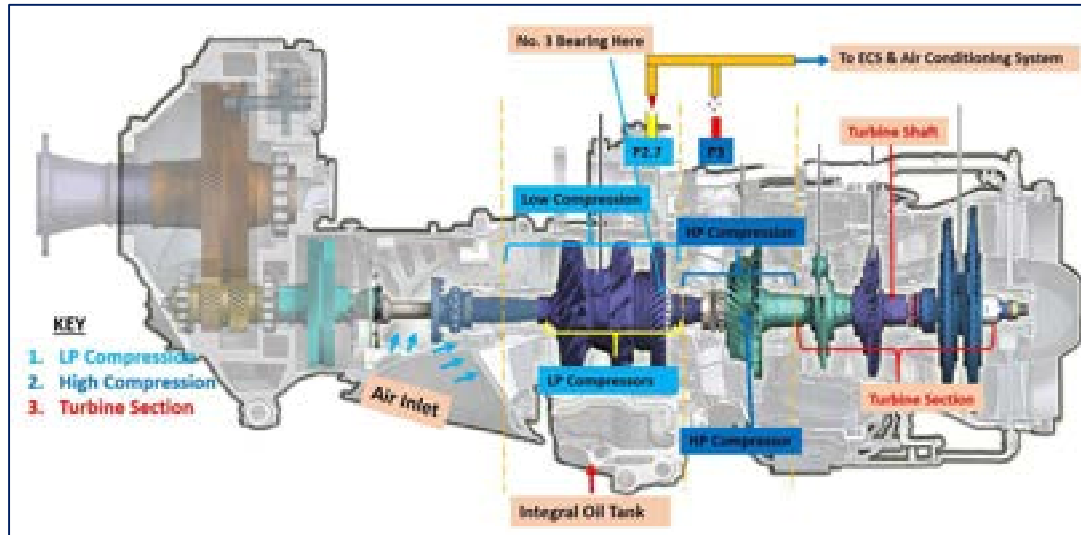 No. 3 Bearing Here
To ECS & Air Conditioning System
P2.7
P3
Turbine Shaft
Low Compression
HP Compression
KEY
1. LP Compression
2. High Compression
3. Turbine Section
Air Inlet
LP Compressors
Turbine Section
HP Compressor
Integral Oil Tank